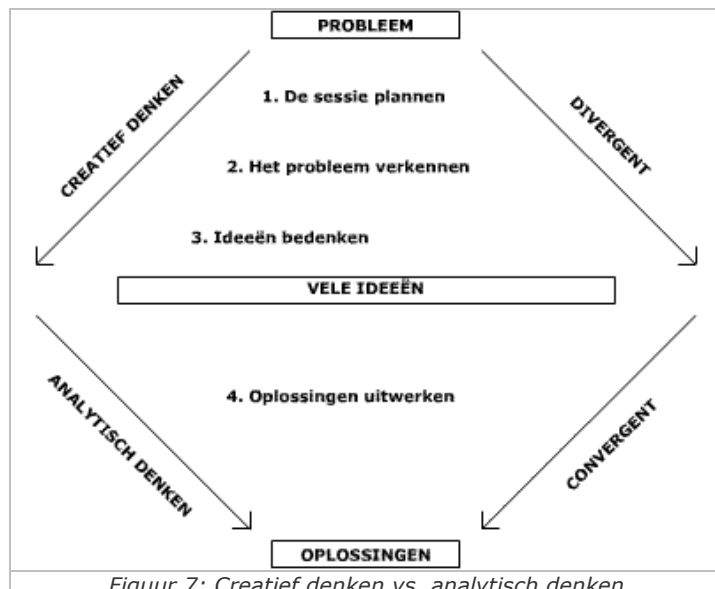 PROBLEEM
CREATIEF DENKEN
1. De sessie plannen
DIVERGENT
2. Het probleem verkennen
3. Ideeën bedenken
VELE IDEEËN
ANALYTISCH DENKEN
4. Oplossingen uitwerken
CONVERGENT
OPLOSSINGEN
Figuur 7: Creatief denken vs. analytisch denken